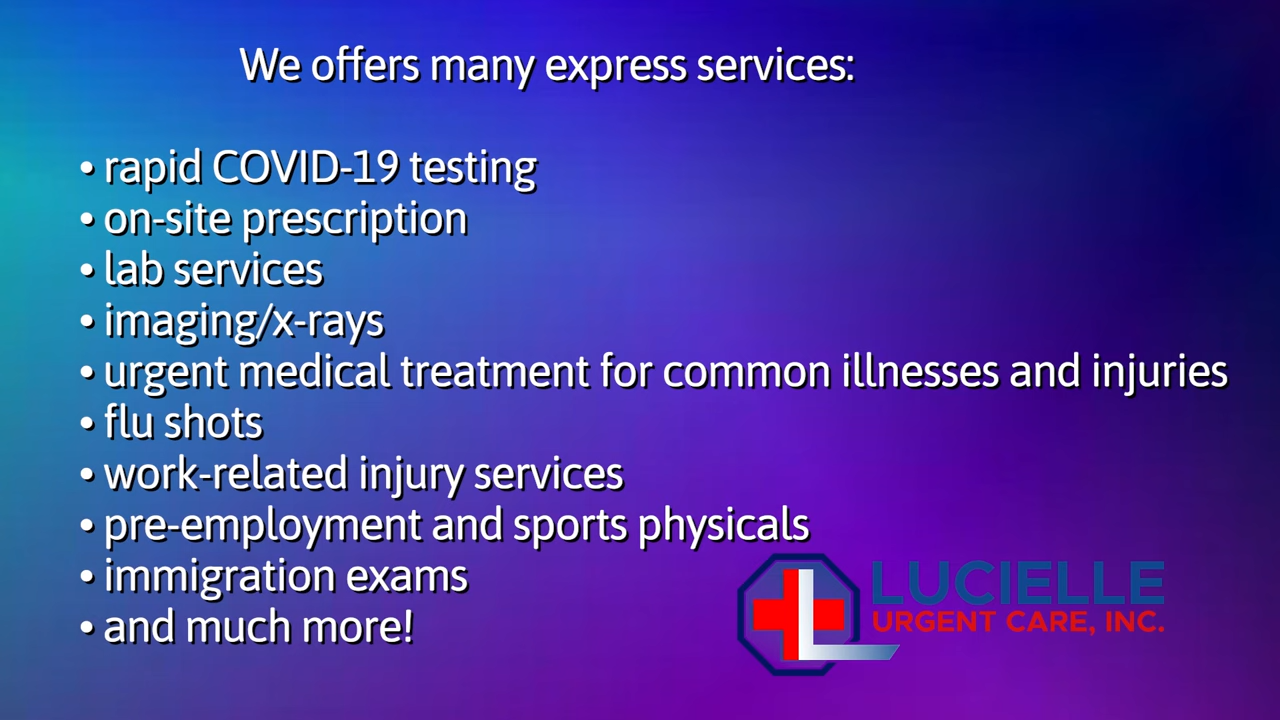 We offers many express services:
• rapid COVID-19 testing
• on-site prescription
• lab services
• imaging/x-rays
• urgent medical treatment for common illnesses and injuries
• flu shots
• work-related injury services
• pre-employment and sports physicals
• immigration exams
• and much more!
LUCIELLE
URGENT CARE, INC.